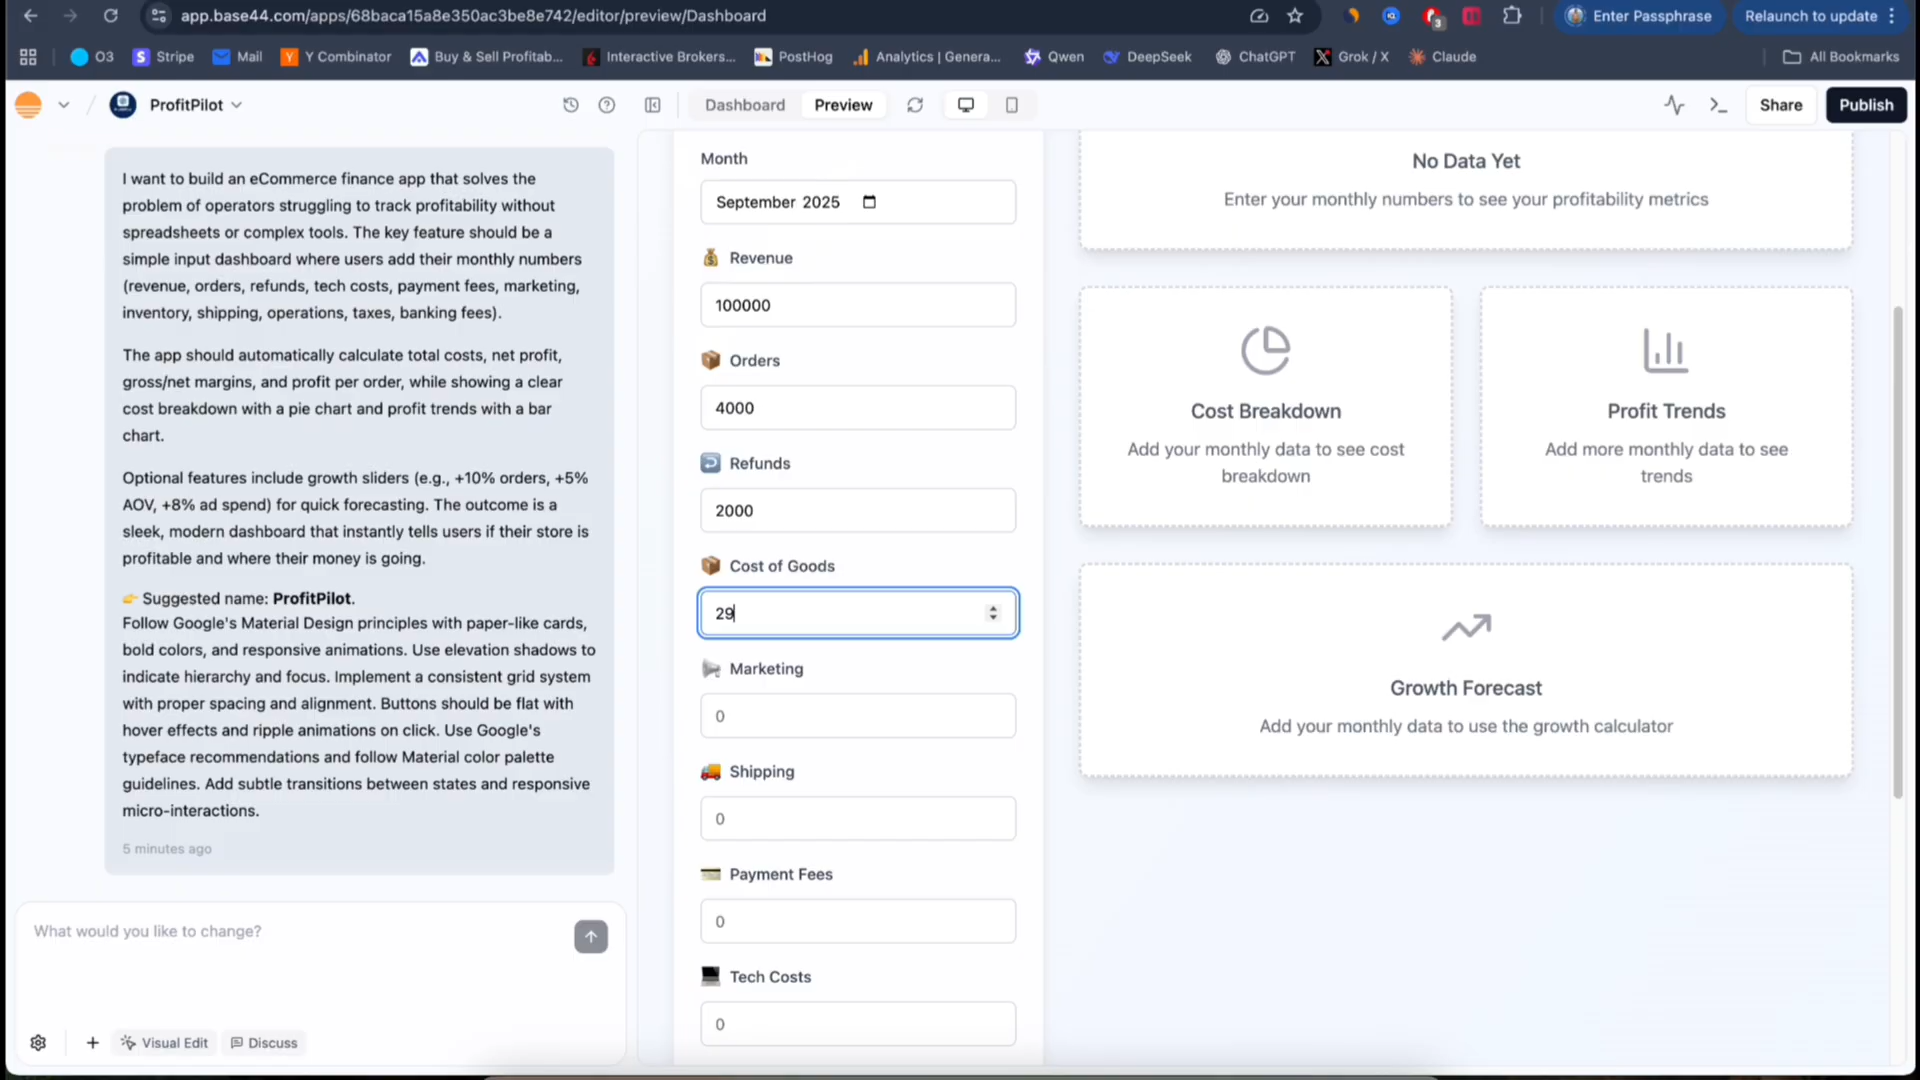 app.base44.com/apps/68baca15a8e350ac3be8e742/editor/preview/Dashboard
3
Enter Passphrase
Relaunch to update
O3
Stripe
Mail
Y Combinator
Buy & Sell Profitab...
Interactive Brokers...
PostHog
Analytics | Genera...
Qwen
DeepSeek
ChatGPT
Grok / X
Claude
All Bookmarks
ProfitPilot
Dashboard
Preview
Share
Publish
I want to build an eCommerce finance app that solves the
problem of operators struggling to track profitability without
spreadsheets or complex tools. The key feature should be a
simple input dashboard where users add their monthly numbers
(revenue, orders, refunds, tech costs, payment fees, marketing,
inventory, shipping, operations, taxes, banking fees).
The app should automatically calculate total costs, net profit,
gross/net margins, and profit per order, while showing a clear
cost breakdown with a pie chart and profit trends with a bar
chart.
Optional features include growth sliders (e.g., +10% orders, +5%
AOV, +8% ad spend) for quick forecasting. The outcome is a
sleek, modern dashboard that instantly tells users if their store is
profitable and where their money is going.
👉 Suggested name: ProfitPilot.
Follow Google's Material Design principles with paper-like cards,
bold colors, and responsive animations. Use elevation shadows to
indicate hierarchy and focus. Implement a consistent grid system
with proper spacing and alignment. Buttons should be flat with
hover effects and ripple animations on click. Use Google's
typeface recommendations and follow Material color palette
guidelines. Add subtle transitions between states and responsive
micro-interactions.
5 minutes ago
What would you like to change?
Visual Edit
Discuss
Month
September 2025
Revenue
100000
Orders
4000
Refunds
2000
Cost of Goods
29
Marketing
0
Shipping
0
Payment Fees
0
Tech Costs
0
No Data Yet
Enter your monthly numbers to see your profitability metrics
Cost Breakdown
Add your monthly data to see cost
breakdown
Profit Trends
Add more monthly data to see
trends
Growth Forecast
Add your monthly data to use the growth calculator